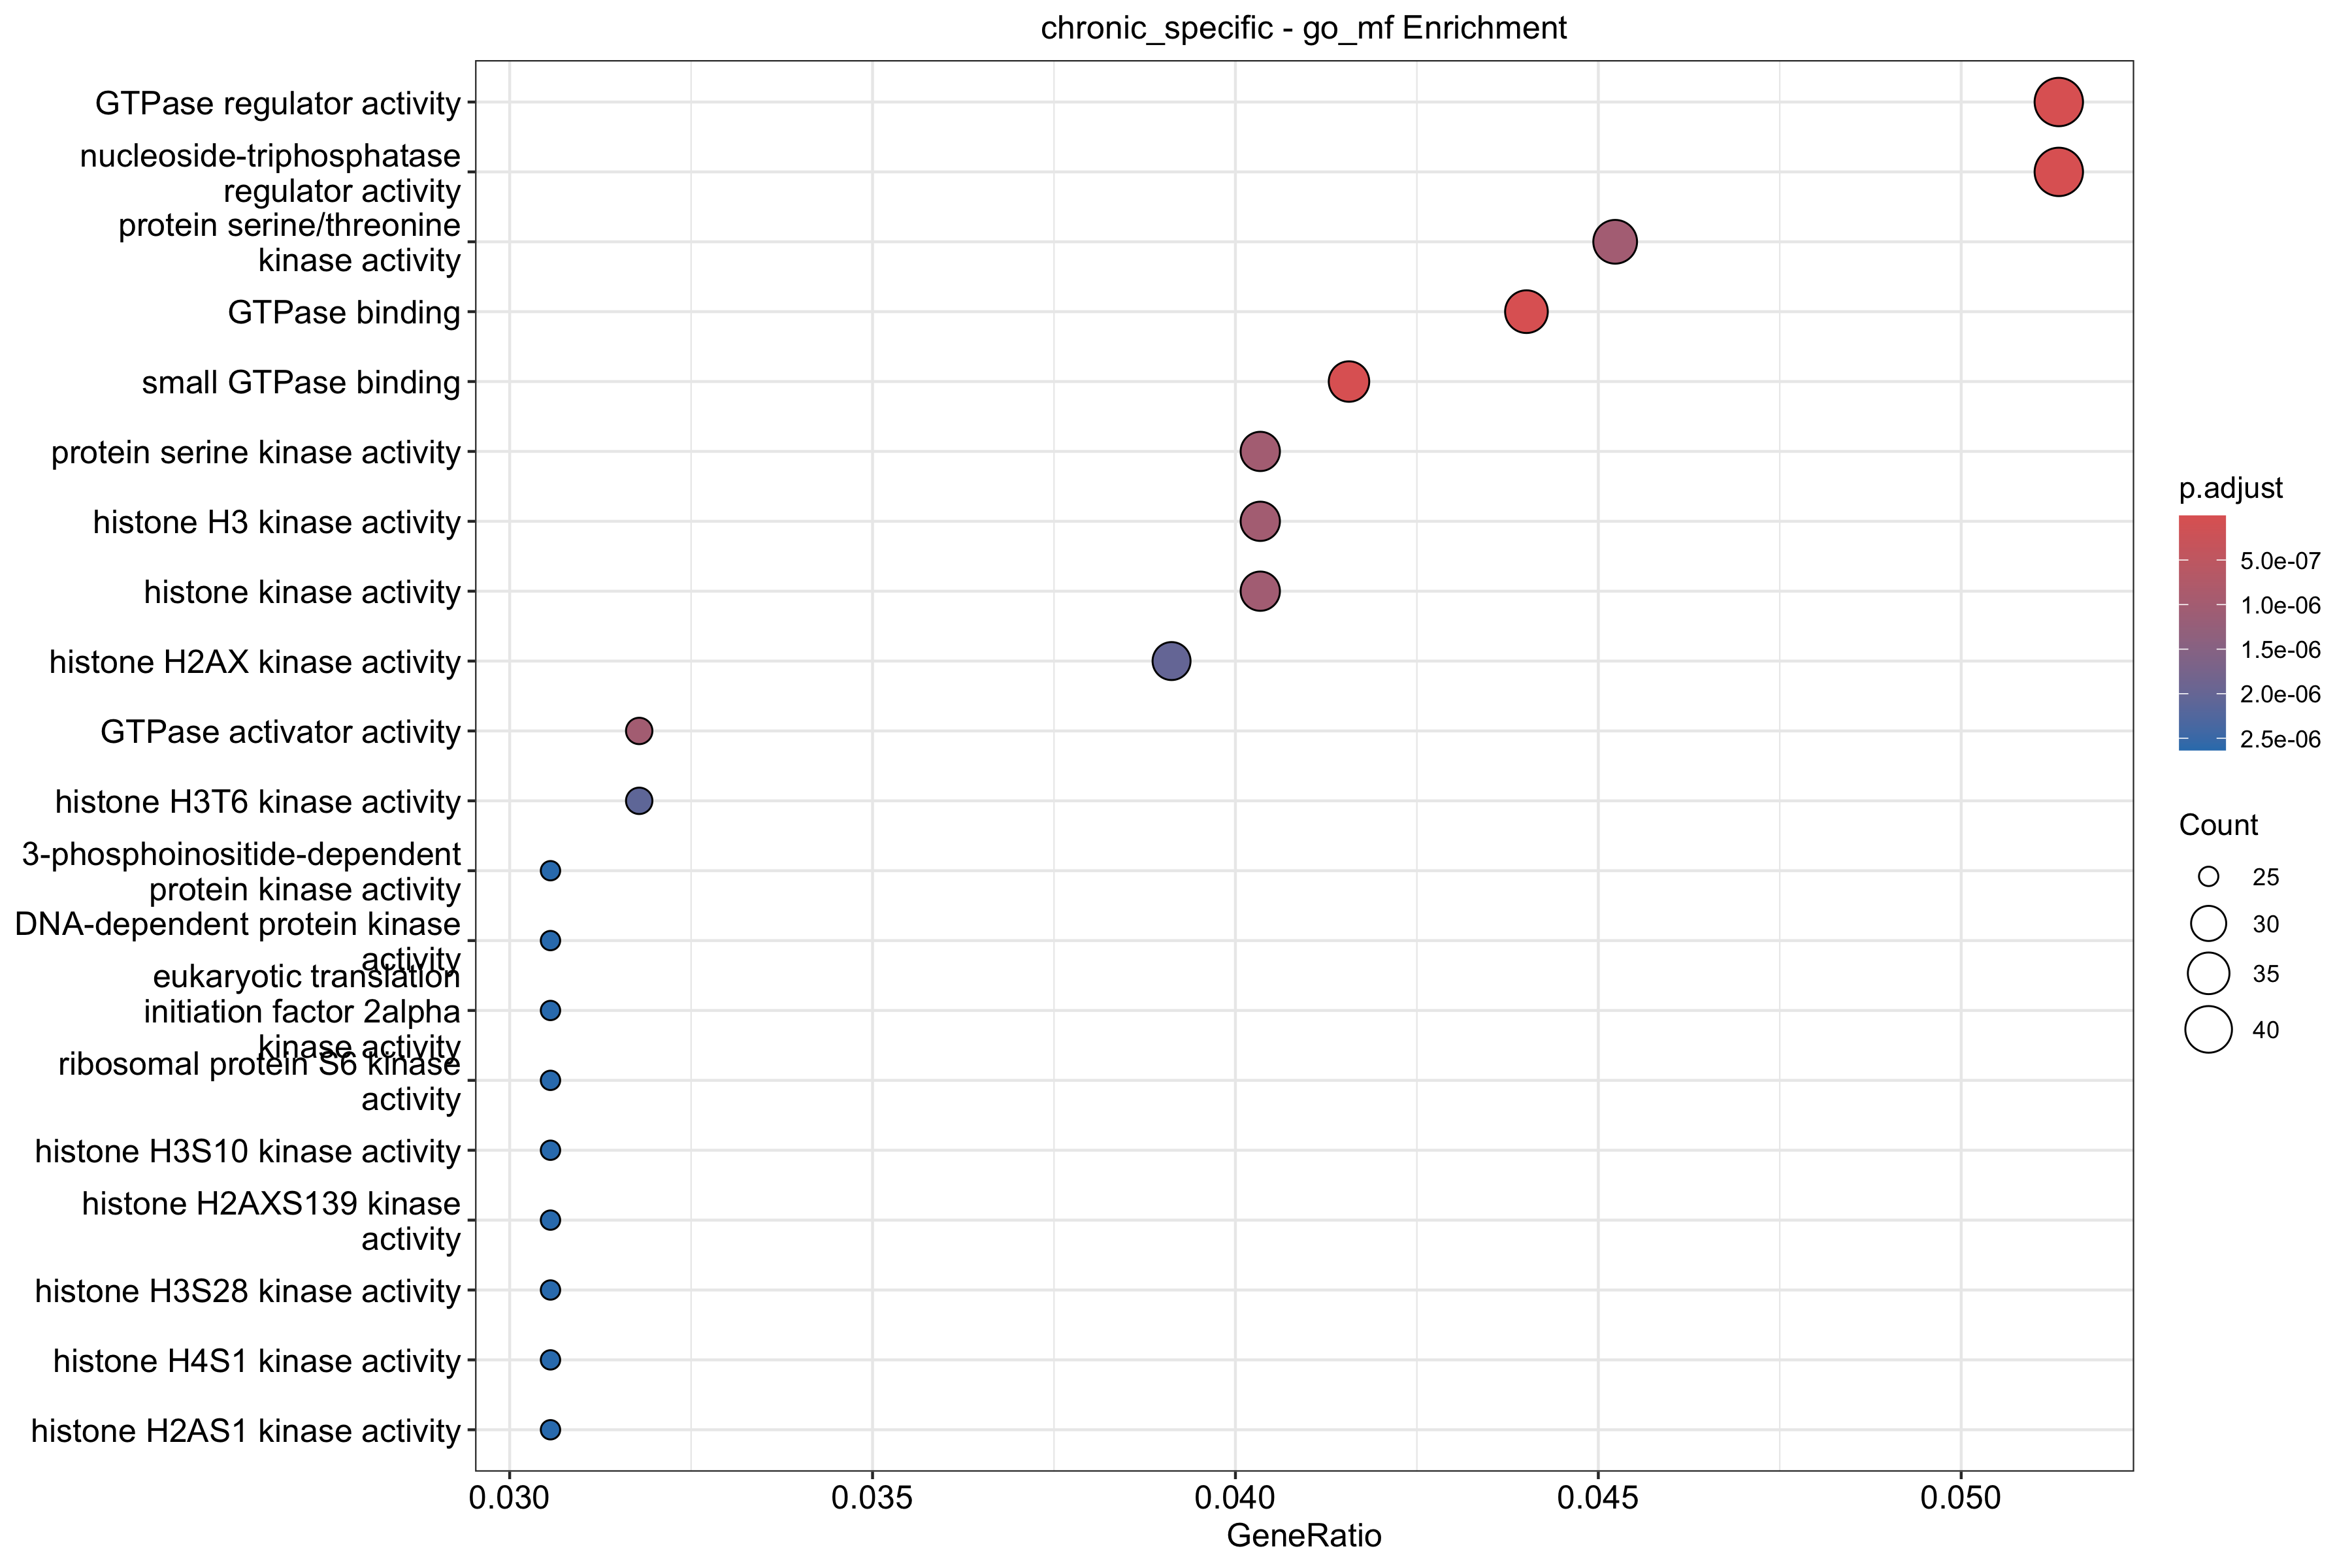 chronic_specific - go_mf Enrichment
GTPase regulator activity
nucleoside-triphosphatase
regulator activity
protein serine/threonine
kinase activity
GTPase binding
small GTPase binding
protein serine kinase activity
histone H3 kinase activity
histone kinase activity
histone H2AX kinase activity
GTPase activator activity
histone H3T6 kinase activity
3-phosphoinositide-dependent
protein kinase activity
DNA-dependent protein kinase
activity
eukaryotic translation
initiation factor 2alpha
kinase activity
ribosomal protein S6 kinase
activity
histone H3S10 kinase activity
histone H2AXS139 kinase
activity
histone H3S28 kinase activity
histone H4S1 kinase activity
histone H2AS1 kinase activity
0.030
0.035
0.040
0.045
0.050
GeneRatio
p.adjust
5.0e-07
1.0e-06
1.5e-06
2.0e-06
2.5e-06
Count
25
30
35
40